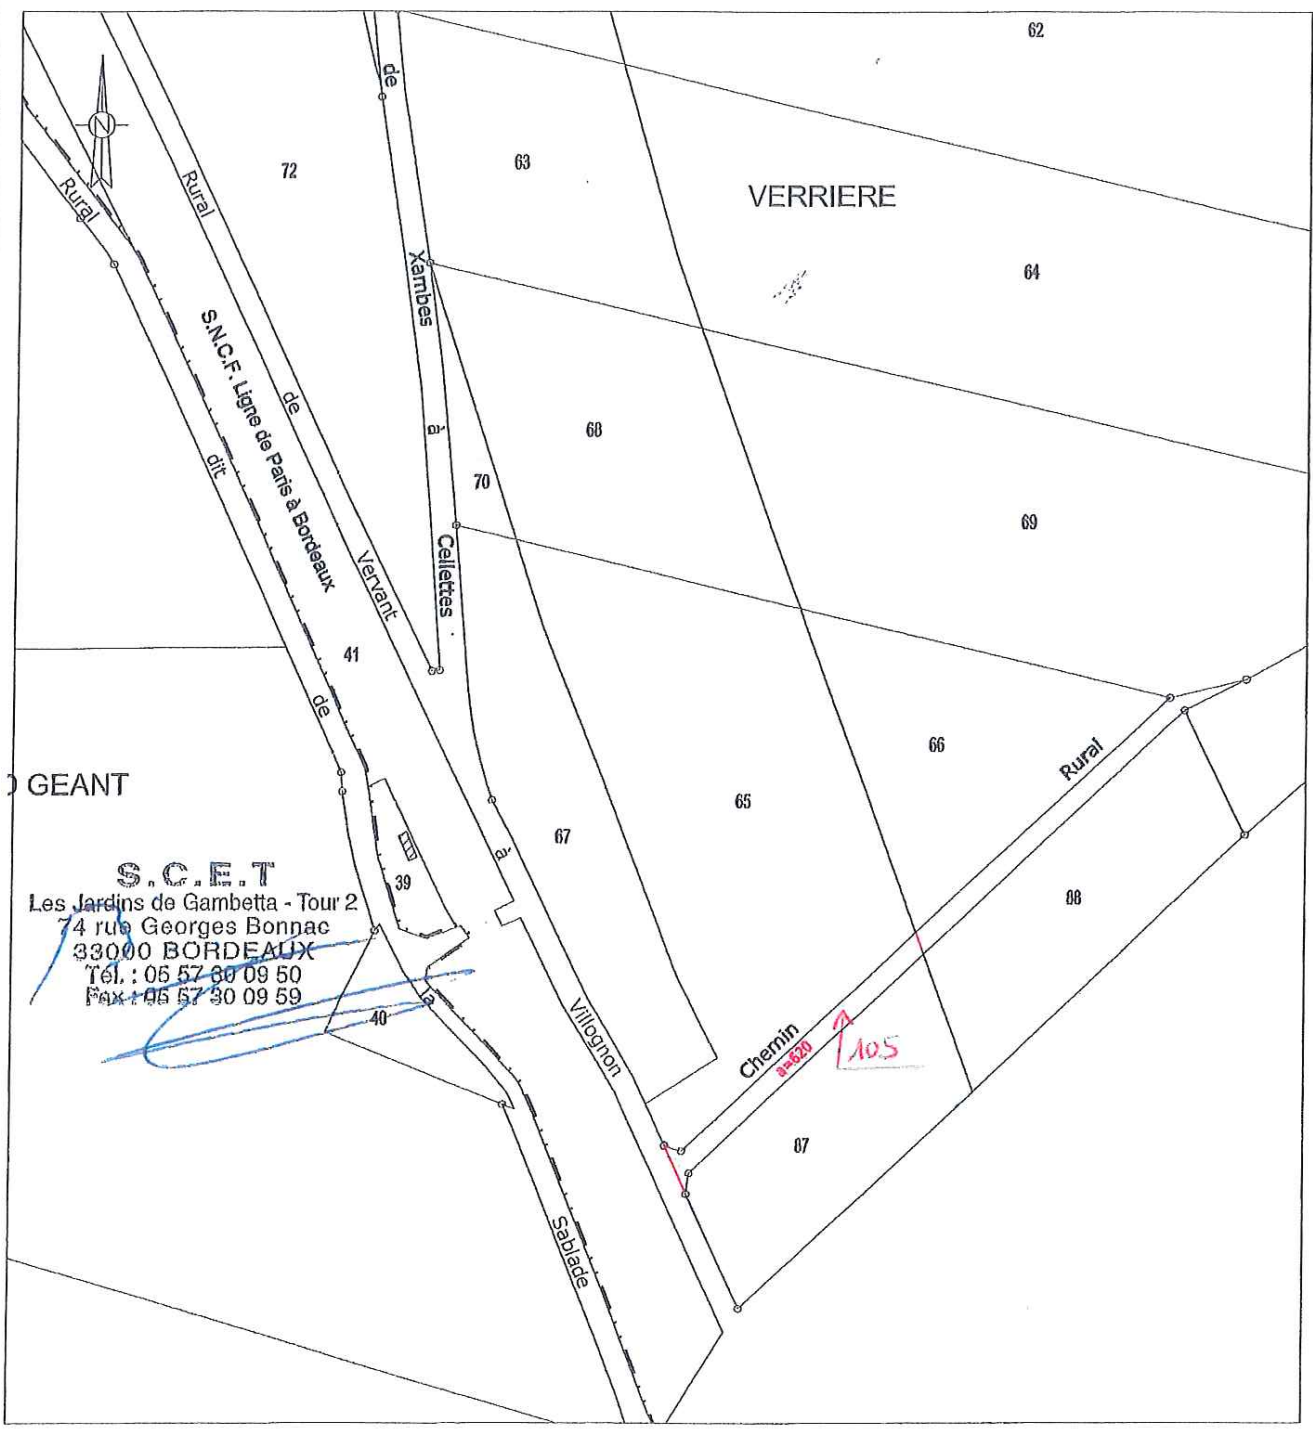 62
de
N
72
63
Rural
Rural
VERRIERE
Xambes
64
S.N.C.F. Ligne de Paris à Bordeaux
de
à
68
dit
70
69
Cellettes
Vervant
41
de
66
Rural
GEANT
65
à
67
S.C.E.T
Les Jardins de Gambetta - Tour 2
74 rue Georges Bonnac
33000 BORDEAUX
Tél. : 05 57 30 09 50
Fax : 05 57 30 09 59
39
88
la
40
Villognon
Chemin
a=620
105
87
Sablade